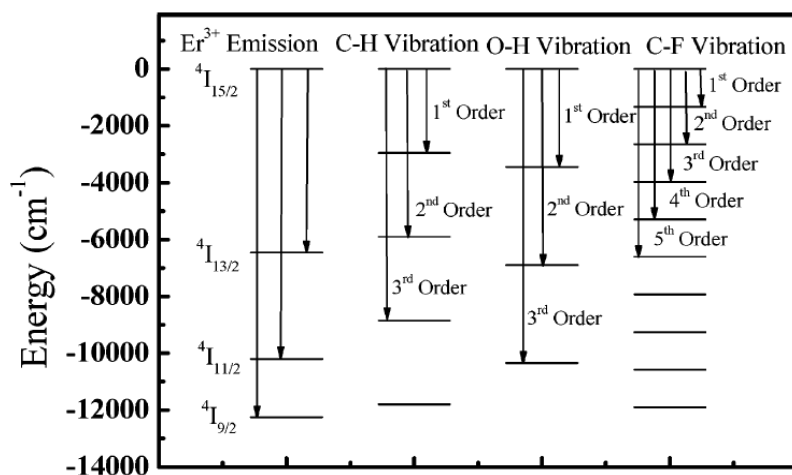 Er³⁺ Emission
C-H Vibration
O-H Vibration
C-F Vibration
Energy (cm⁻¹)
0
-2000
-4000
-6000
-8000
-10000
-12000
-14000
⁴I₁₅/₂
⁴I₁₃/₂
⁴I₁₁/₂
⁴I₉/₂
1ˢᵗ Order
2ⁿᵈ Order
3ʳᵈ Order
1ˢᵗ Order
2ⁿᵈ Order
3ʳᵈ Order
1ˢᵗ Order
2ⁿᵈ Order
3ʳᵈ Order
4ᵗʰ Order
5ᵗʰ Order